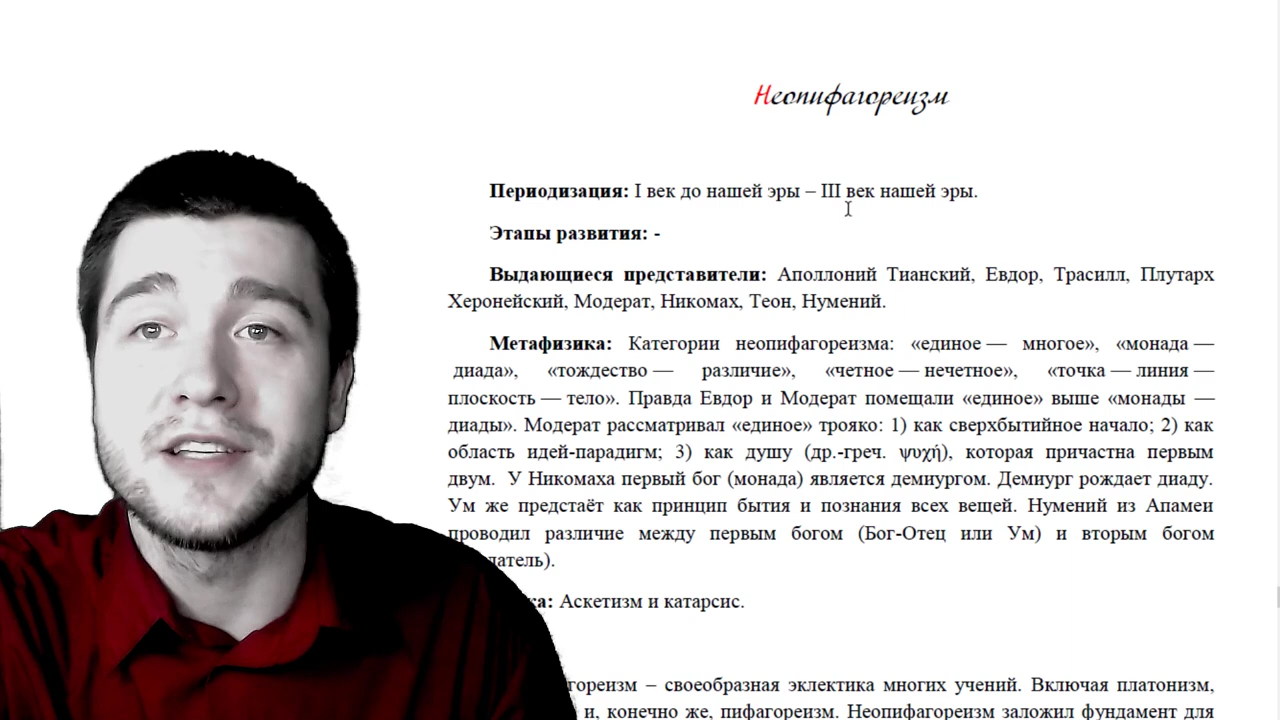 Неопифагореизм
Периодизация: I век до нашей эры – III век нашей эры.
Этапы развития: -
Выдающиеся представители: Аполлоний Тианский, Евдор, Трасилл, Плутарх
Херонейский, Модерат, Никомах, Теон, Нумений.
Метафизика: Категории неопифагореизма: «единое — многое», «монада —
диада», «тождество — различие», «четное — нечетное», «точка — линия —
плоскость — тело». Правда Евдор и Модерат помещали «единое» выше «монады —
диады». Модерат рассматривал «единое» трояко: 1) как сверхбытийное начало; 2) как
область идей-парадигм; 3) как душу (др.-греч. ψυχή), которая причастна первым
двум. У Никомаха первый бог (монада) является демиургом. Демиург рождает диаду.
Ум же предстаёт как принцип бытия и познания всех вещей. Нумений из Апамеи
проводил различие между первым богом (Бог-Отец или Ум) и вторым богом
датель).
ка: Аскетизм и катарсис.
гореизм – своеобразная эклектика многих учений. Включая платонизм,
и, конечно же, пифагореизм. Неопифагореизм заложил фундамент для